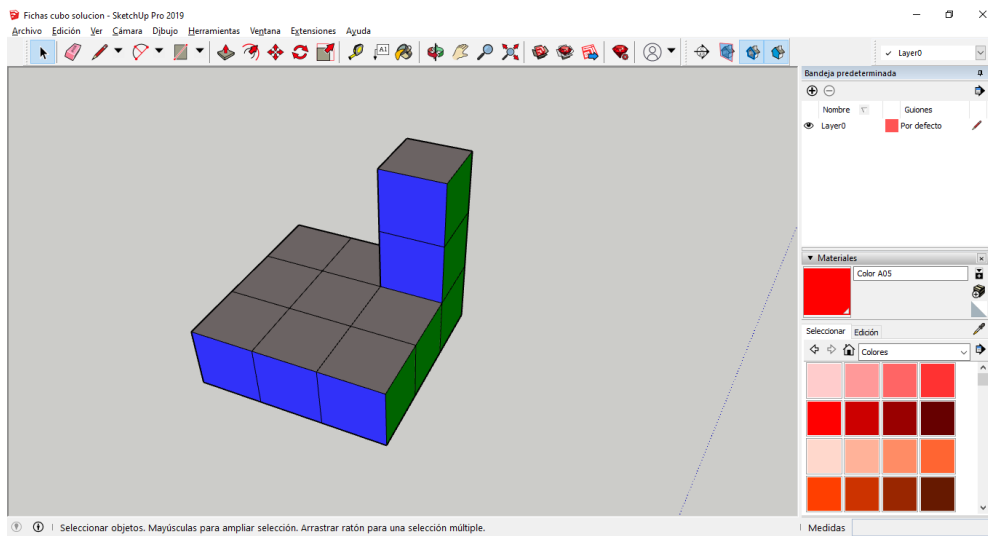 Fichas cubo solucion - SketchUp Pro 2019
Archivo Edición Ver Cámara Dibujo Herramientas Ventana Extensiones Ayuda
A1
Layer0
Bandeja predeterminada
Nombre Guiones
Layer0 Por defecto
Materiales
Color A05
Seleccionar Edición
Colores
Seleccionar objetos. Mayúsculas para ampliar selección. Arrastrar ratón para una selección múltiple.
Medidas